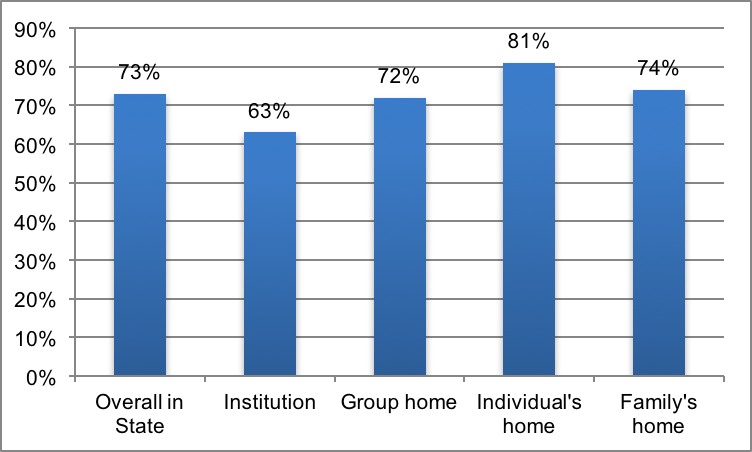 90%
80%
70%
60%
50%
40%
30%
20%
10%
0%
73%
63%
72%
81%
74%
Overall in
State
Institution
Group home
Individual's
home
Family's
home